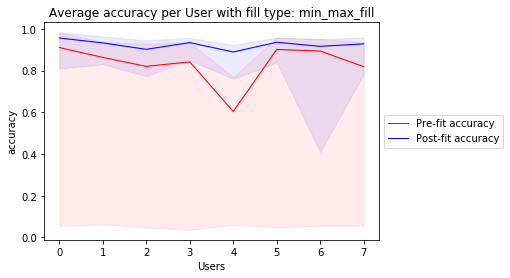 Average accuracy per User with fill type: min_max_fill
1.0
0.8
0.6
0.4
0.2
0.0
accuracy
0 1 2 3 4 5 6 7
Users
Pre-fit accuracy
Post-fit accuracy